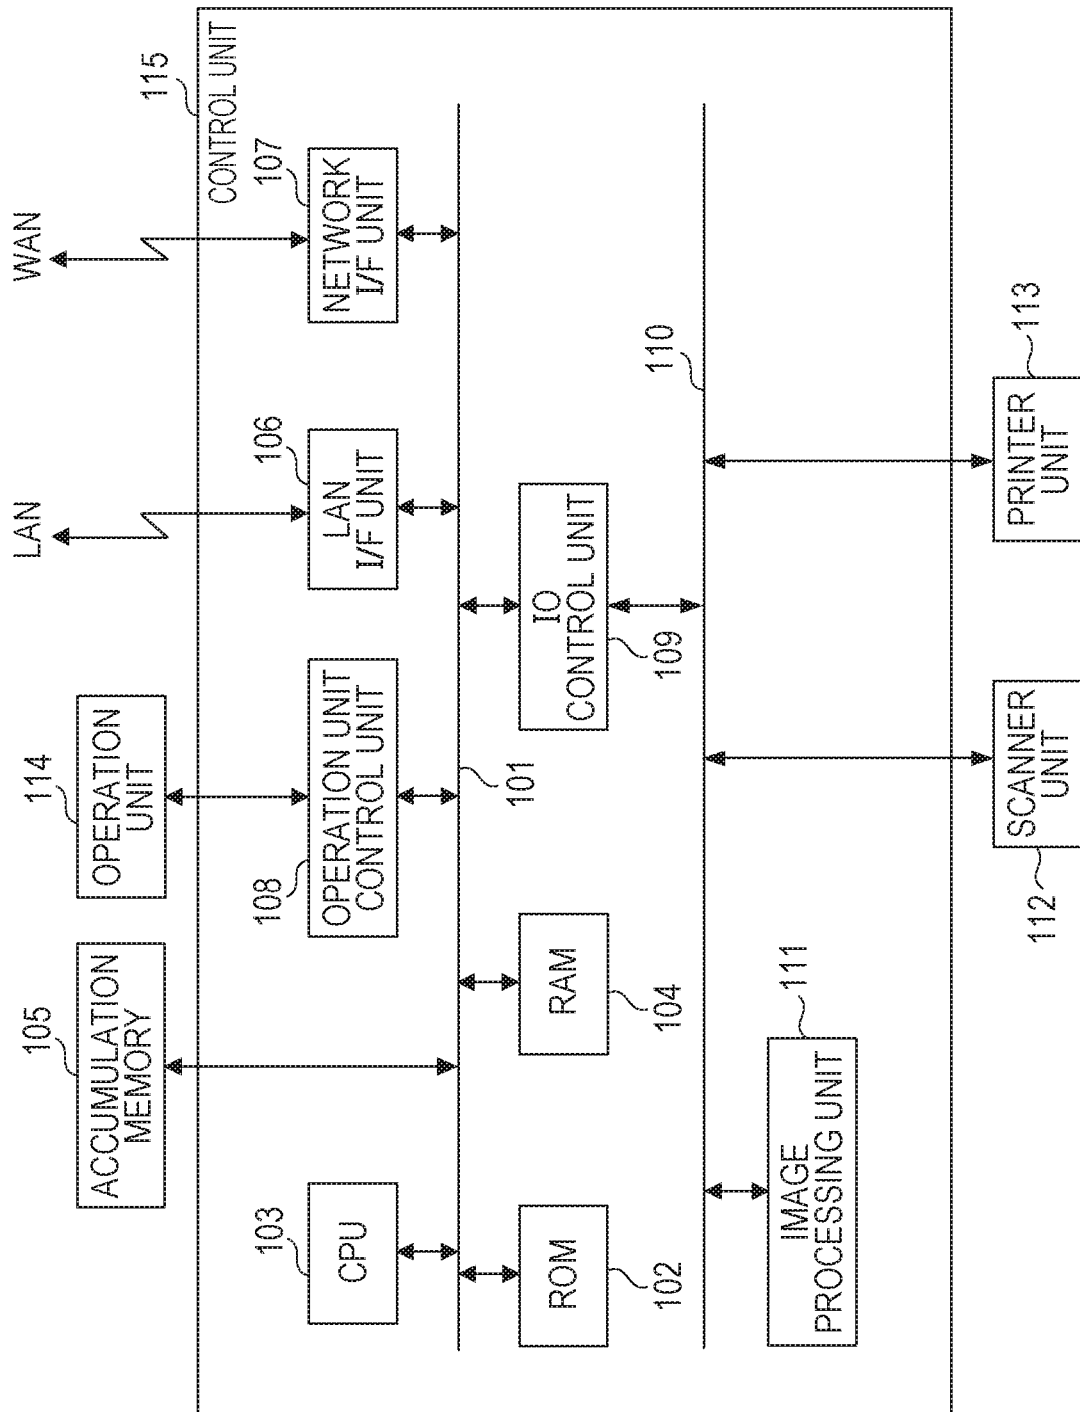 LAN
WAN
115
CONTROL UNIT
105
ACCUMULATION
MEMORY
114
OPERATION
UNIT
103
CPU
108
OPERATION UNIT
CONTROL UNIT
106
LAN
I/F UNIT
107
NETWORK
I/F UNIT
101
ROM
102
RAM
104
IO
CONTROL UNIT
109
110
111
IMAGE
PROCESSING UNIT
112
SCANNER
UNIT
113
PRINTER
UNIT